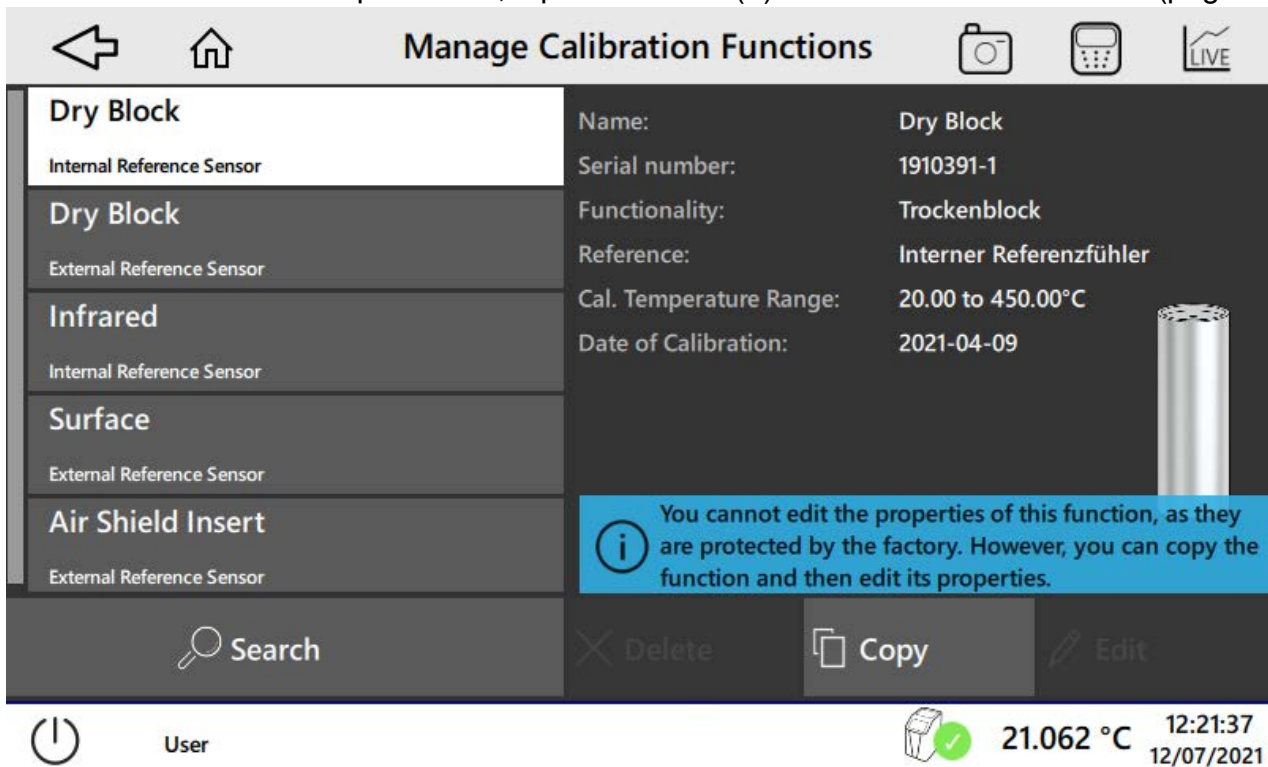 Manage Calibration Functions
LIVE
Dry Block
Internal Reference Sensor
Dry Block
External Reference Sensor
Infrared
Internal Reference Sensor
Surface
External Reference Sensor
Air Shield Insert
External Reference Sensor
Name: Dry Block
Serial number: 1910391-1
Functionality: Trockenblock
Reference: Interner Referenzfühler
Cal. Temperature Range: 20.00 to 450.00°C
Date of Calibration: 2021-04-09
You cannot edit the properties of this function, as they
are protected by the factory. However, you can copy the
function and then edit its properties.
Search
Delete
Copy
Edit
User
21.062 °C
12:21:37
12/07/2021